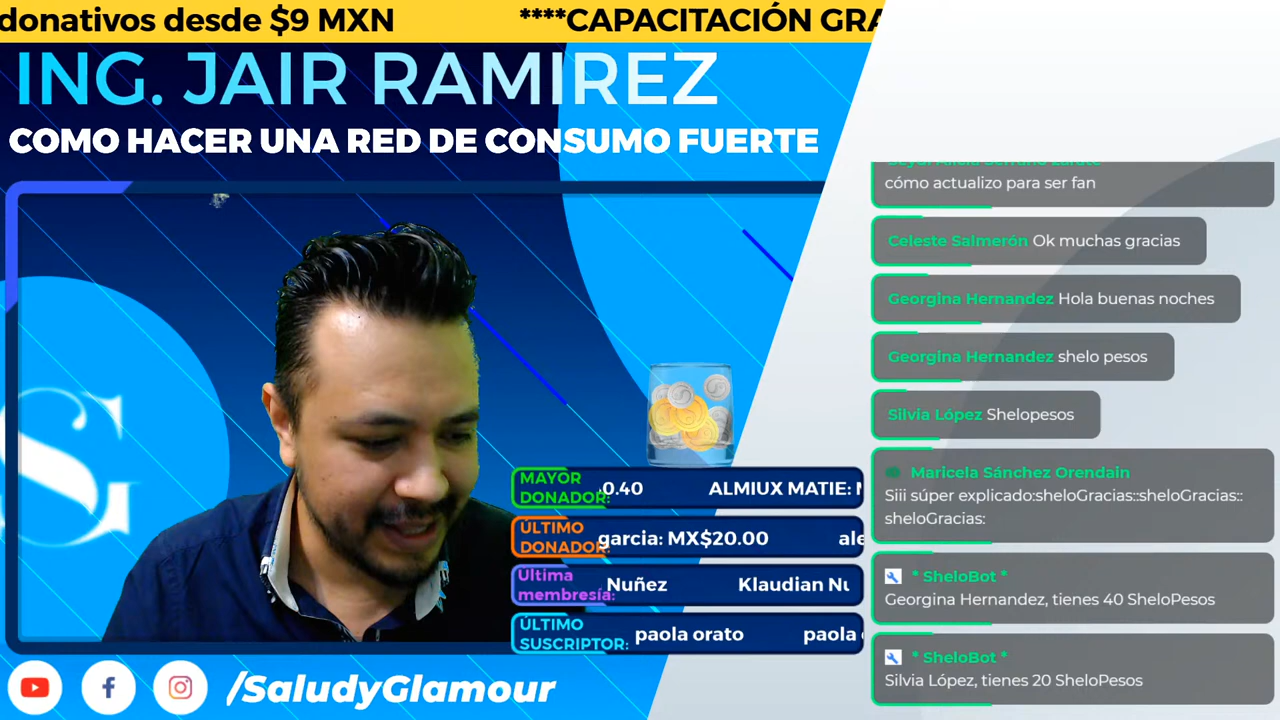 donativos desde $9 MXN
****CAPACITACIÓN GRA
ING. JAIR RAMIREZ
COMO HACER UNA RED DE CONSUMO FUERTE
cómo actualizo para ser fan
Celeste Salmerón Ok muchas gracias
Georgina Hernandez Hola buenas noches
Georgina Hernandez shelo pesos
Silvia López Shelopesos
Maricela Sánchez Orendain
Siii súper explicado:sheloGracias::sheloGracias::
sheloGracias:
* SheloBot *
Georgina Hernandez, tienes 40 SheloPesos
* SheloBot *
Silvia López, tienes 20 SheloPesos
S
MAYOR
DONADOR: 0.40 ALMIUX MATIE:
ÚLTIMO
DONADOR: garcia: MX$20.00 ale
Última
membresía: Nuñez Klaudian Nu
ÚLTIMO
SUSCRIPTOR: paola orato paola
/SaludyGlamour